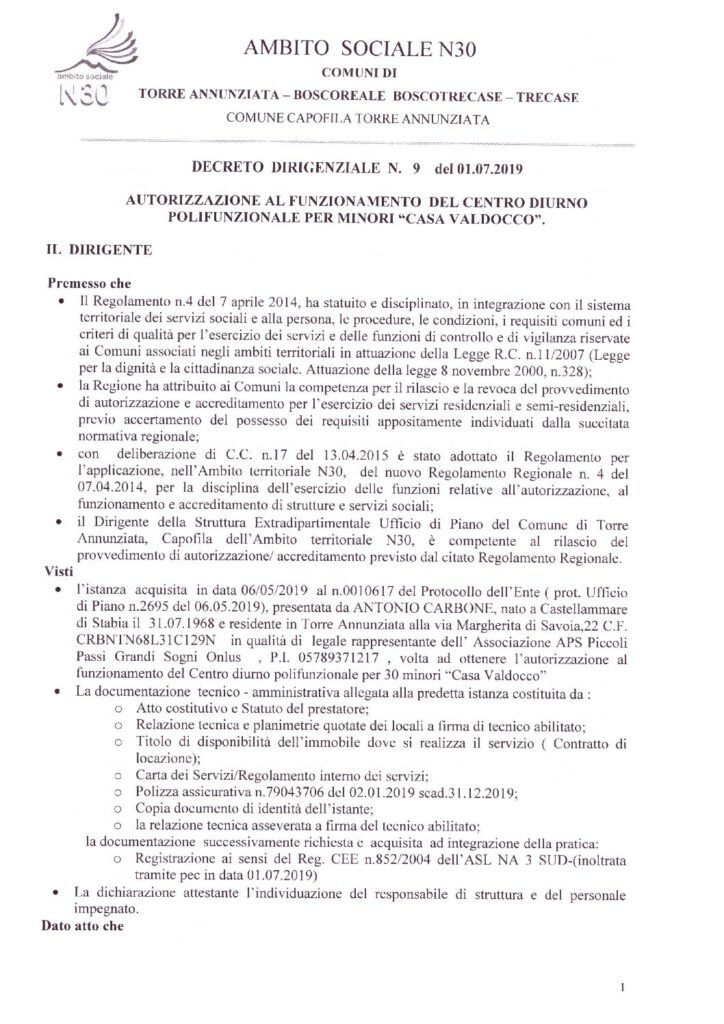 ambito sociale
N30
AMBITO SOCIALE N30
COMUNI DI
TORRE ANNUNZIATA – BOSCOREALE BOSCOTRECASE – TRECASE
COMUNE CAPOFILA TORRE ANNUNZIATA
DECRETO DIRIGENZIALE N. 9 del 01.07.2019
AUTORIZZAZIONE AL FUNZIONAMENTO DEL CENTRO DIURNO
POLIFUNZIONALE PER MINORI “CASA VALDOCCO”.
IL DIRIGENTE
Premesso che
• Il Regolamento n.4 del 7 aprile 2014, ha statuito e disciplinato, in integrazione con il sistema
territoriale dei servizi sociali e alla persona, le procedure, le condizioni, i requisiti comuni ed i
criteri di qualità per l’esercizio dei servizi e delle funzioni di controllo e di vigilanza riservate
ai Comuni associati negli ambiti territoriali in attuazione della Legge R.C. n.11/2007 (Legge
per la dignità e la cittadinanza sociale. Attuazione della legge 8 novembre 2000, n.328);
• la Regione ha attribuito ai Comuni la competenza per il rilascio e la revoca del provvedimento
di autorizzazione e accreditamento per l’esercizio dei servizi residenziali e semi-residenziali,
previo accertamento del possesso dei requisiti appositamente individuati dalla succitata
normativa regionale;
• con deliberazione di C.C. n.17 del 13.04.2015 è stato adottato il Regolamento per
l’applicazione, nell’Ambito territoriale N30, del nuovo Regolamento Regionale n. 4 del
07.04.2014, per la disciplina dell’esercizio delle funzioni relative all’autorizzazione, al
funzionamento e accreditamento di strutture e servizi sociali;
• il Dirigente della Struttura Extradipartimentale Ufficio di Piano del Comune di Torre
Annunziata, Capofila dell’Ambito territoriale N30, è competente al rilascio del
provvedimento di autorizzazione/ accreditamento previsto dal citato Regolamento Regionale.
Visti
• l’istanza acquisita in data 06/05/2019 al n.0010617 del Protocollo dell’Ente ( prot. Ufficio
di Piano n.2695 del 06.05.2019), presentata da ANTONIO CARBONE, nato a Castellammare
di Stabia il 31.07.1968 e residente in Torre Annunziata alla via Margherita di Savoia,22 C.F.
CRBNTN68L31C129N in qualità di legale rappresentante dell’ Associazione APS Piccoli
Passi Grandi Sogni Onlus , P.I. 05789371217 , volta ad ottenere l’autorizzazione al
funzionamento del Centro diurno polifunzionale per 30 minori “Casa Valdocco”
• La documentazione tecnico - amministrativa allegata alla predetta istanza costituita da :
o Atto costitutivo e Statuto del prestatore;
o Relazione tecnica e planimetrie quotate dei locali a firma di tecnico abilitato;
o Titolo di disponibilità dell’immobile dove si realizza il servizio ( Contratto di
locazione);
o Carta dei Servizi/Regolamento interno dei servizi;
o Polizza assicurativa n.79043706 del 02.01.2019 scad.31.12.2019;
o Copia documento di identità dell’istante;
o la relazione tecnica asseverata a firma del tecnico abilitato;
la documentazione successivamente richiesta e acquisita ad integrazione della pratica:
o Registrazione ai sensi del Reg. CEE n.852/2004 dell’ASL NA 3 SUD-(inoltrata
tramite pec in data 01.07.2019)
• La dichiarazione attestante l’individuazione del responsabile di struttura e del personale
impegnato.
Dato atto che
1